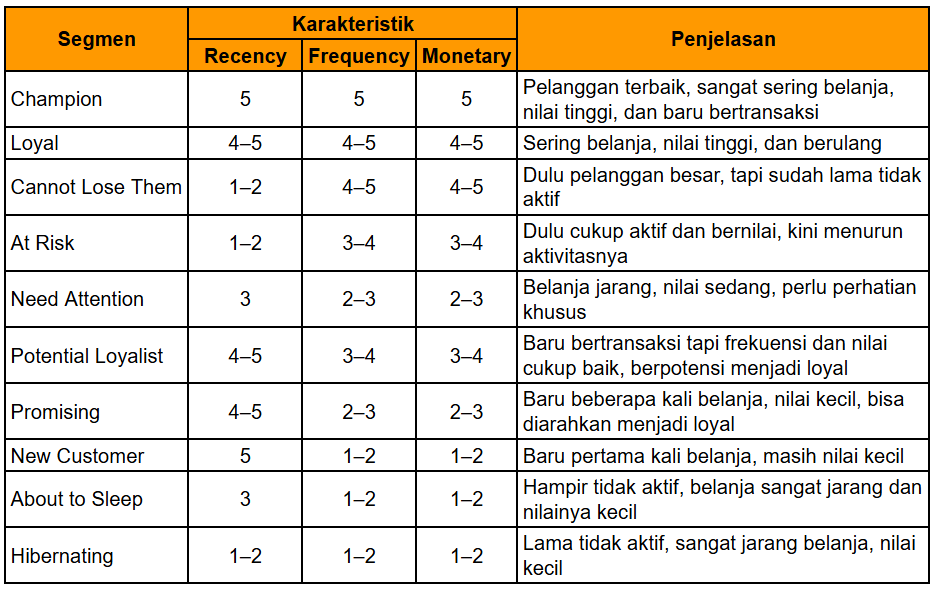 Segmen
Karakteristik
Penjelasan
Recency Frequency Monetary
Champion 5 5 5 Pelanggan terbaik, sangat sering belanja,
nilai tinggi, dan baru bertransaksi
Loyal 4–5 4–5 4–5 Sering belanja, nilai tinggi, dan berulang
Cannot Lose Them 1–2 4–5 4–5 Dulu pelanggan besar, tapi sudah lama tidak
aktif
At Risk 1–2 3–4 3–4 Dulu cukup aktif dan bernilai, kini menurun
aktivitasnya
Need Attention 3 2–3 2–3 Belanja jarang, nilai sedang, perlu perhatian
khusus
Potential Loyalist 4–5 3–4 3–4 Baru bertransaksi tapi frekuensi dan nilai
cukup baik, berpotensi menjadi loyal
Promising 4–5 2–3 2–3 Baru beberapa kali belanja, nilai kecil, bisa
diarahkan menjadi loyal
New Customer 5 1–2 1–2 Baru pertama kali belanja, masih nilai kecil
About to Sleep 3 1–2 1–2 Hampir tidak aktif, belanja sangat jarang dan
nilainya kecil
Hibernating 1–2 1–2 1–2 Lama tidak aktif, sangat jarang belanja, nilai
kecil